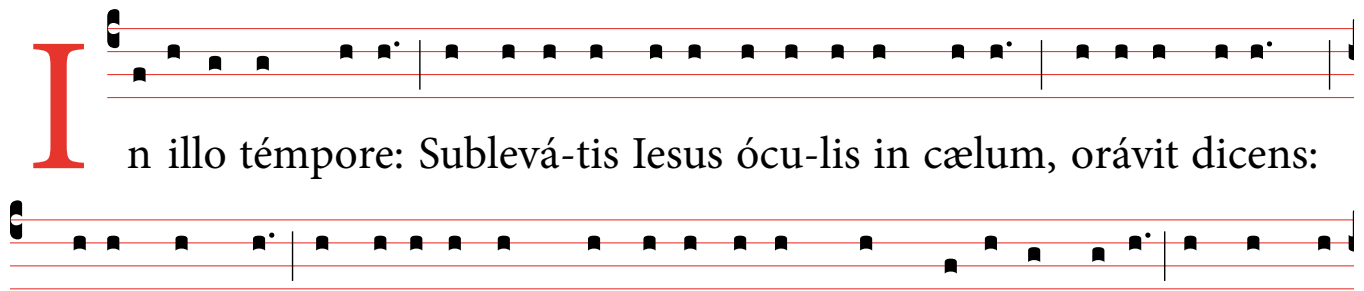 In illo témpore: Sublevá-tis Iesus ócu-lis in cælum, orávit dicens: